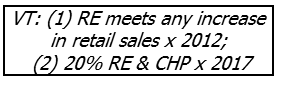 VT: (1) RE meets any increase
in retail sales x 2012;
(2) 20% RE & CHP x 2017